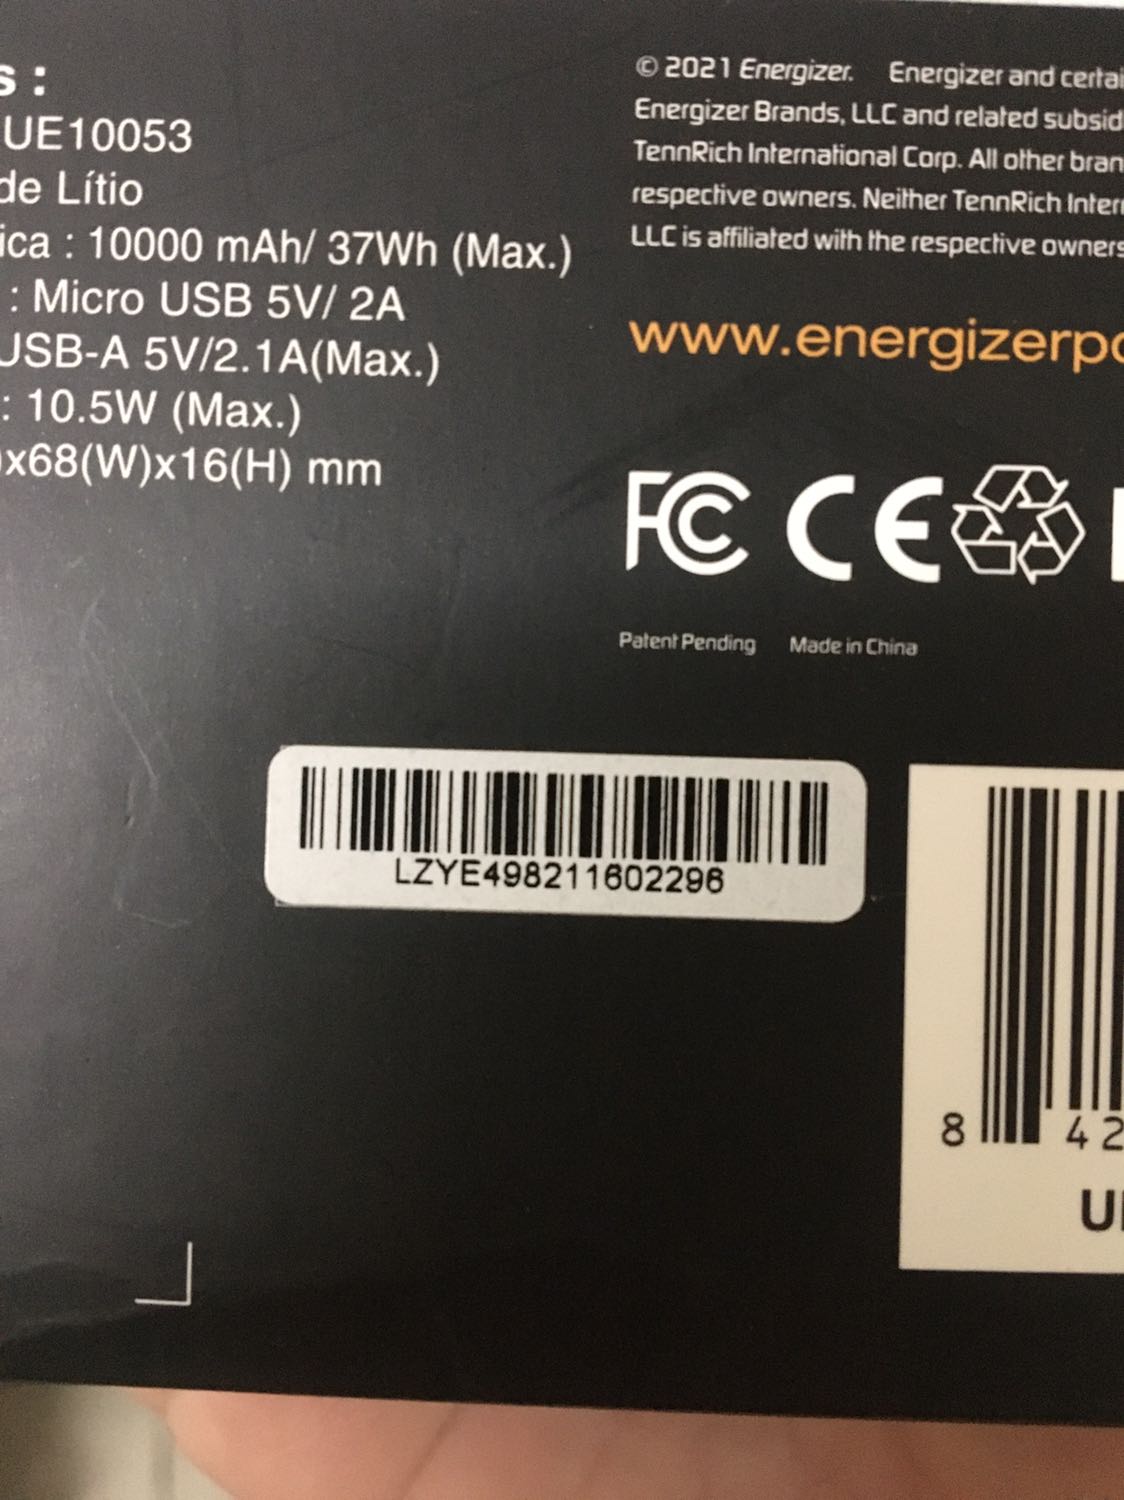 s :
UE10053
de Lítio
ica : 10000 mAh/ 37Wh (Max.)
: Micro USB 5V/ 2A
USB-A 5V/2.1A(Max.)
: 10.5W (Max.)
)x68(W)x16(H) mm
© 2021 Energizer. Energizer and certai
Energizer Brands, LLC and related subsid
TennRich International Corp. All other bran
respective owners. Neither TennRich Inter
LLC is affiliated with the respective owners
www.energizerpo
FC CE
Patent Pending Made in China
LZYE498211602296
8 42
U